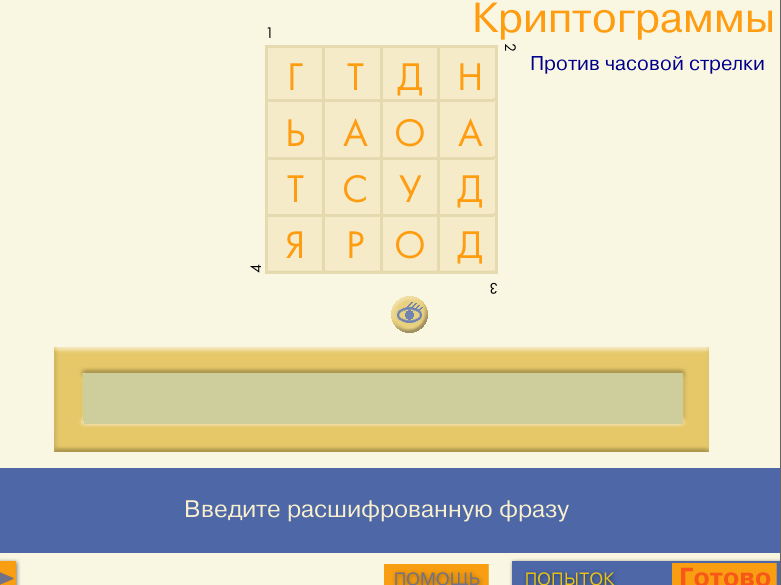 Криптограммы
1
2
Против часовой стрелки
Г Т Д Н
Ь А О А
Т С У Д
Я Р О Д
4
3
Введите расшифрованную фразу
ПОМОЩЬ
ПОПЫТОК
Готово